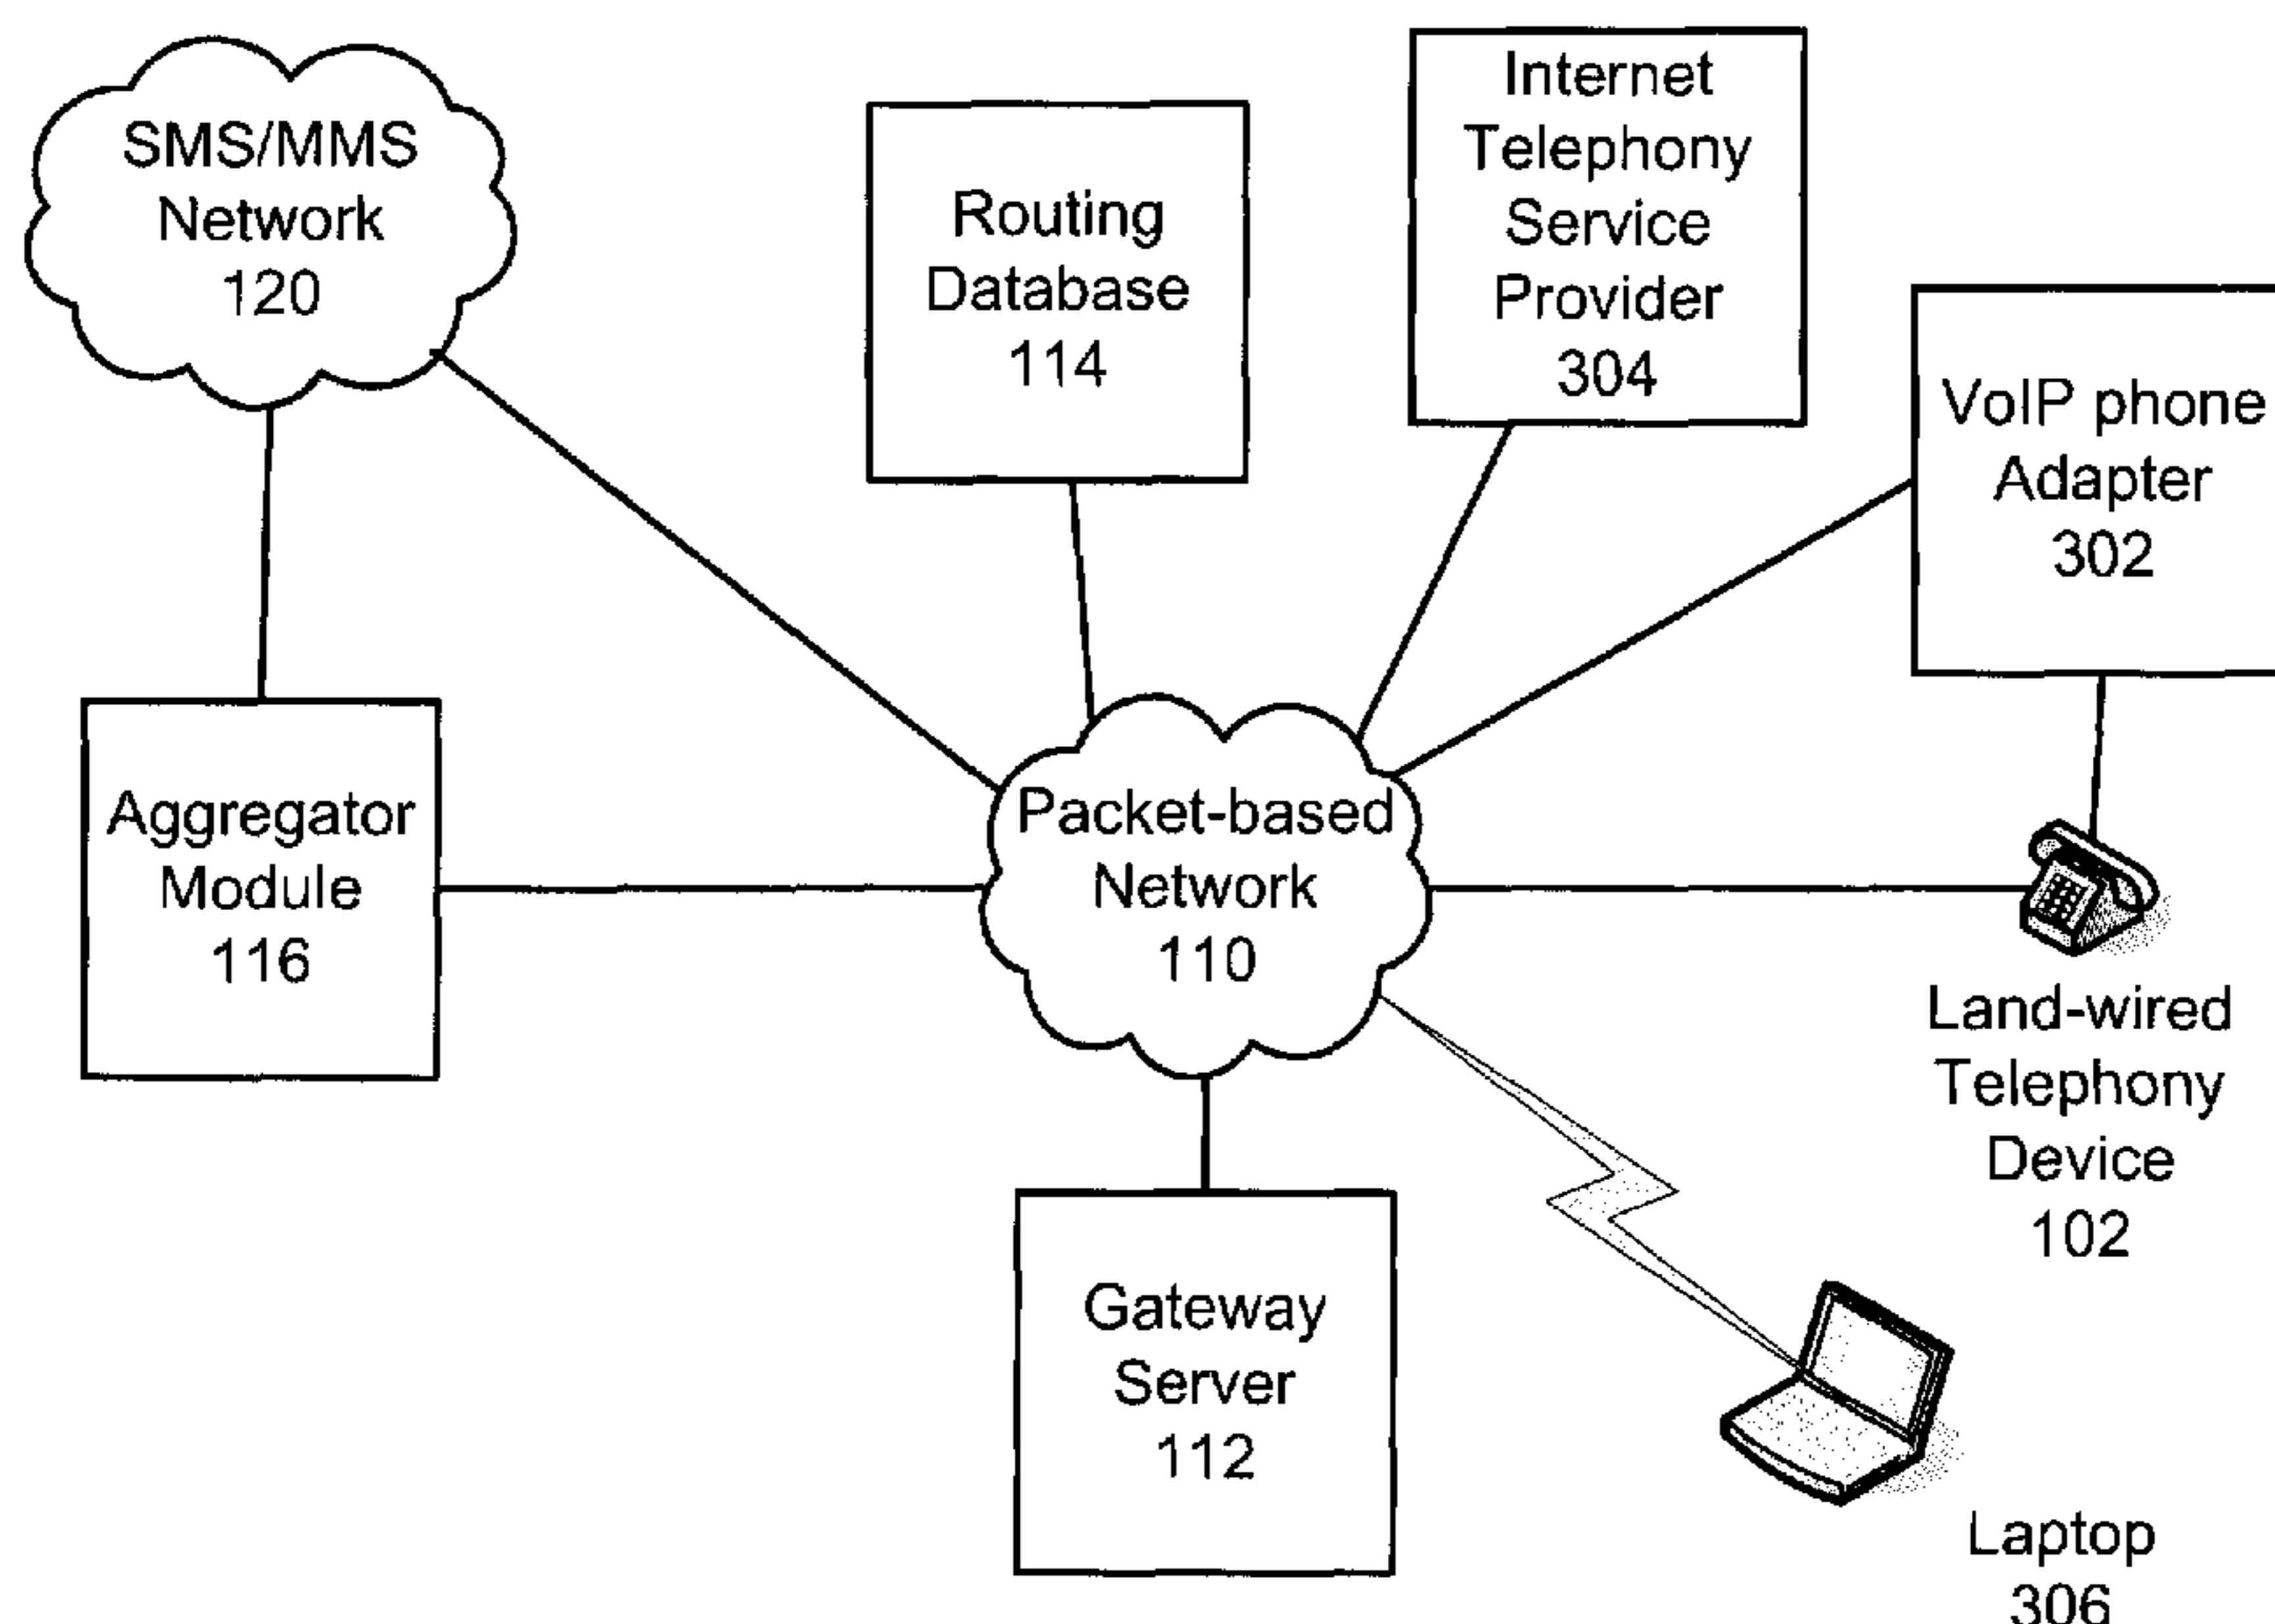 SMS/MMS
Network
120
Routing
Database
114
Internet
Telephony
Service
Provider
304
VoIP phone
Adapter
302
Aggregator
Module
116
Packet-based
Network
110
Land-wired
Telephony
Device
102
Gateway
Server
112
Laptop
306